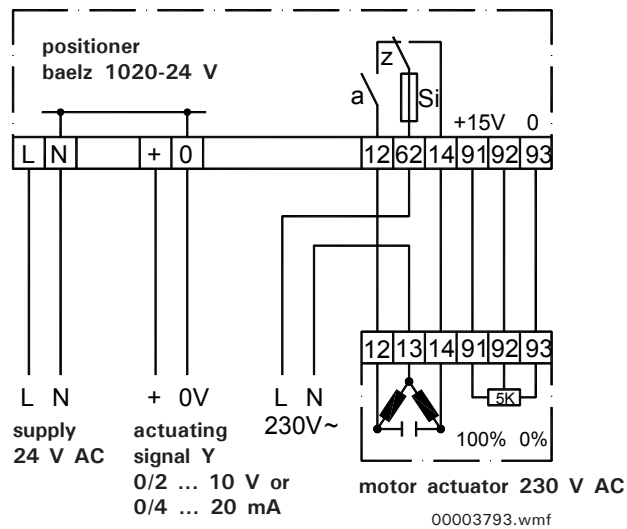 positioner
baelz 1020-24 V
z
a
Si
+15V 0
L N + 0 12 62 14 91 92 93
12 13 14 91 92 93
5K
100% 0%
L N + 0V L N
230V~
supply
24 V AC
actuating
signal Y
0/2 ... 10 V or
0/4 ... 20 mA
motor actuator 230 V AC
00003793.wmf